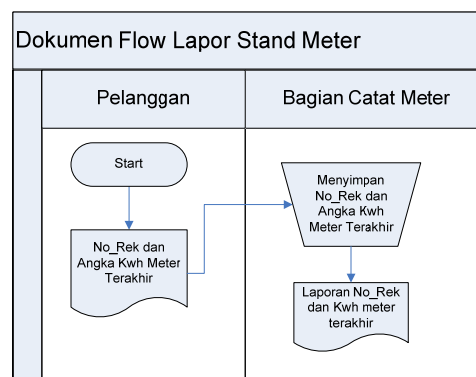 Dokumen Flow Lapor Stand Meter
Pelanggan
Bagian Catat Meter
Start
No_Rek dan
Angka Kwh Meter
Terakhir
Menyimpan
No_Rek dan
Angka Kwh
Meter Terakhir
Laporan No_Rek
dan Kwh meter
terakhir